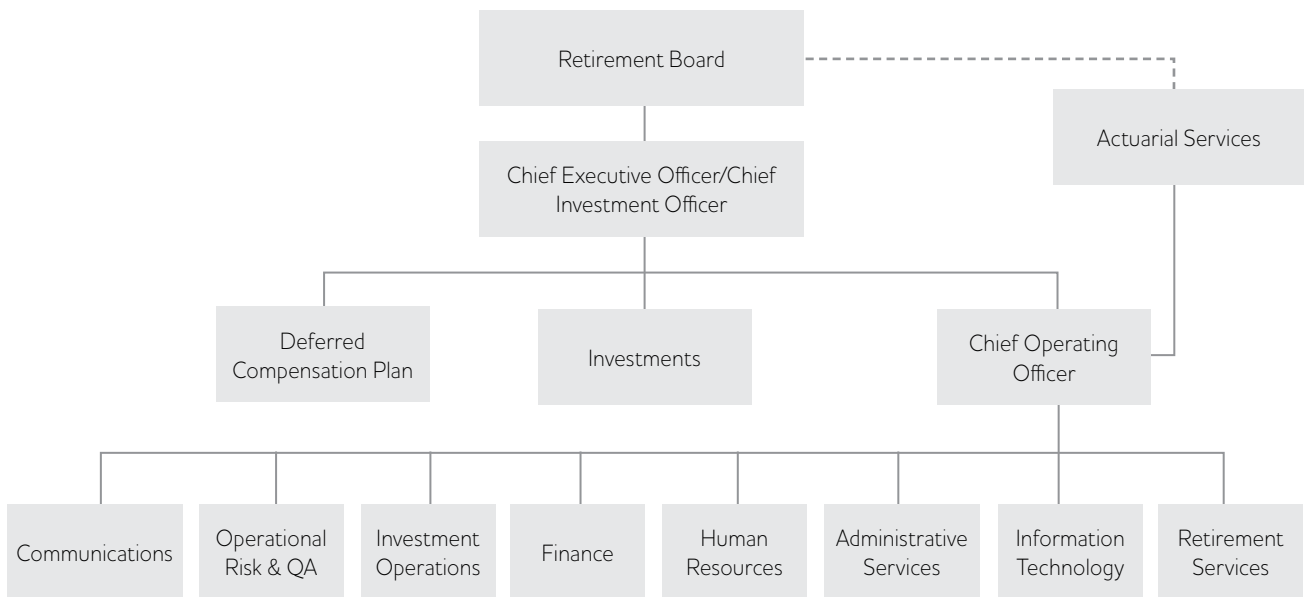 Retirement Board
Actuarial Services
Chief Executive Officer/Chief
Investment Officer
Deferred
Compensation Plan
Investments
Chief Operating
Officer
Communications
Operational
Risk & QA
Investment
Operations
Finance
Human
Resources
Administrative
Services
Information
Technology
Retirement
Services